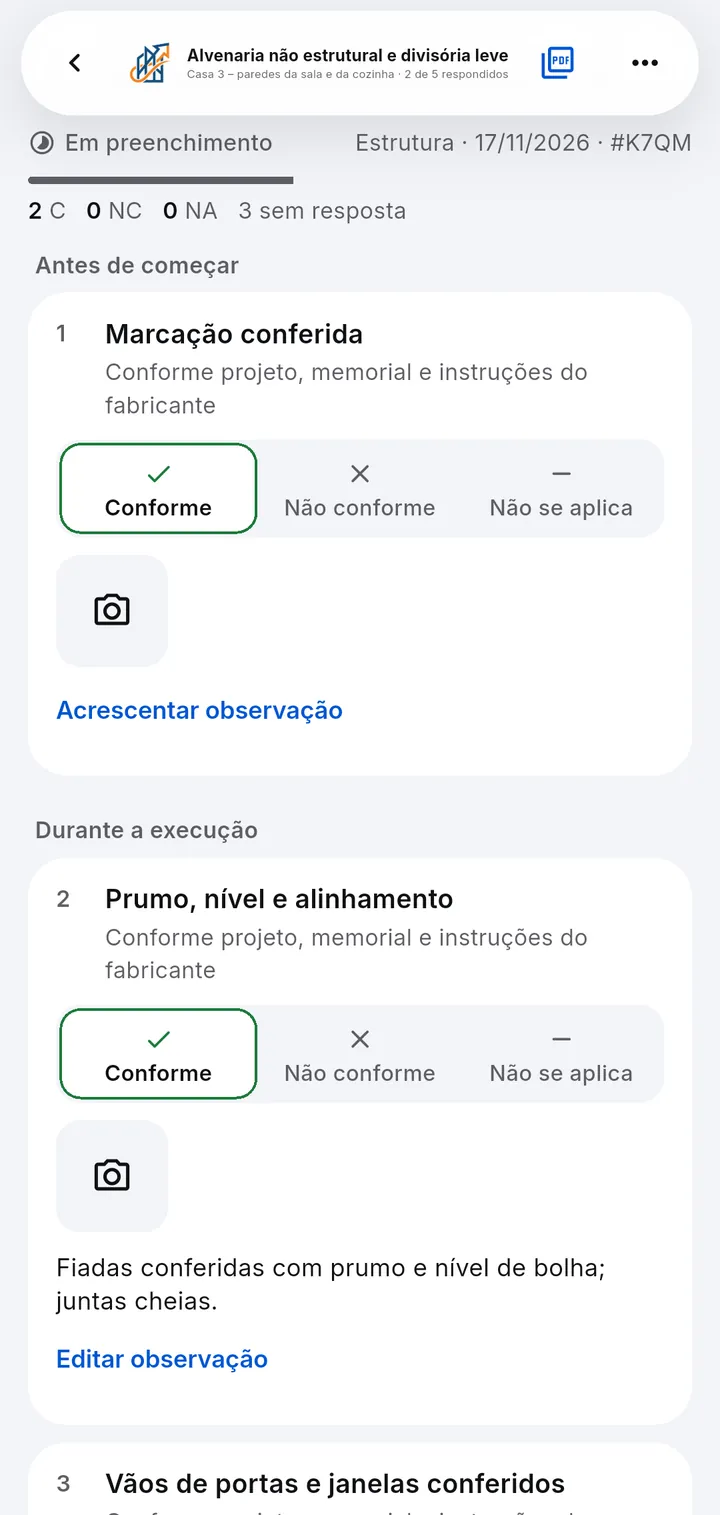 Alvenaria não estrutural e divisória leve
PDF
Casa 3 – paredes da sala e da cozinha · 2 de 5 respondidos
Em preenchimento
Estrutura · 17/11/2026 · #K7QM
2 C 0 NC 0 NA 3 sem resposta
Antes de começar
1 Marcação conferida
Conforme projeto, memorial e instruções do
fabricante
Conforme Não conforme Não se aplica
Acrescentar observação
Durante a execução
2 Prumo, nível e alinhamento
Conforme projeto, memorial e instruções do
fabricante
Conforme Não conforme Não se aplica
Fiadas conferidas com prumo e nível de bolha;
juntas cheias.
Editar observação
3 Vãos de portas e janelas conferidos